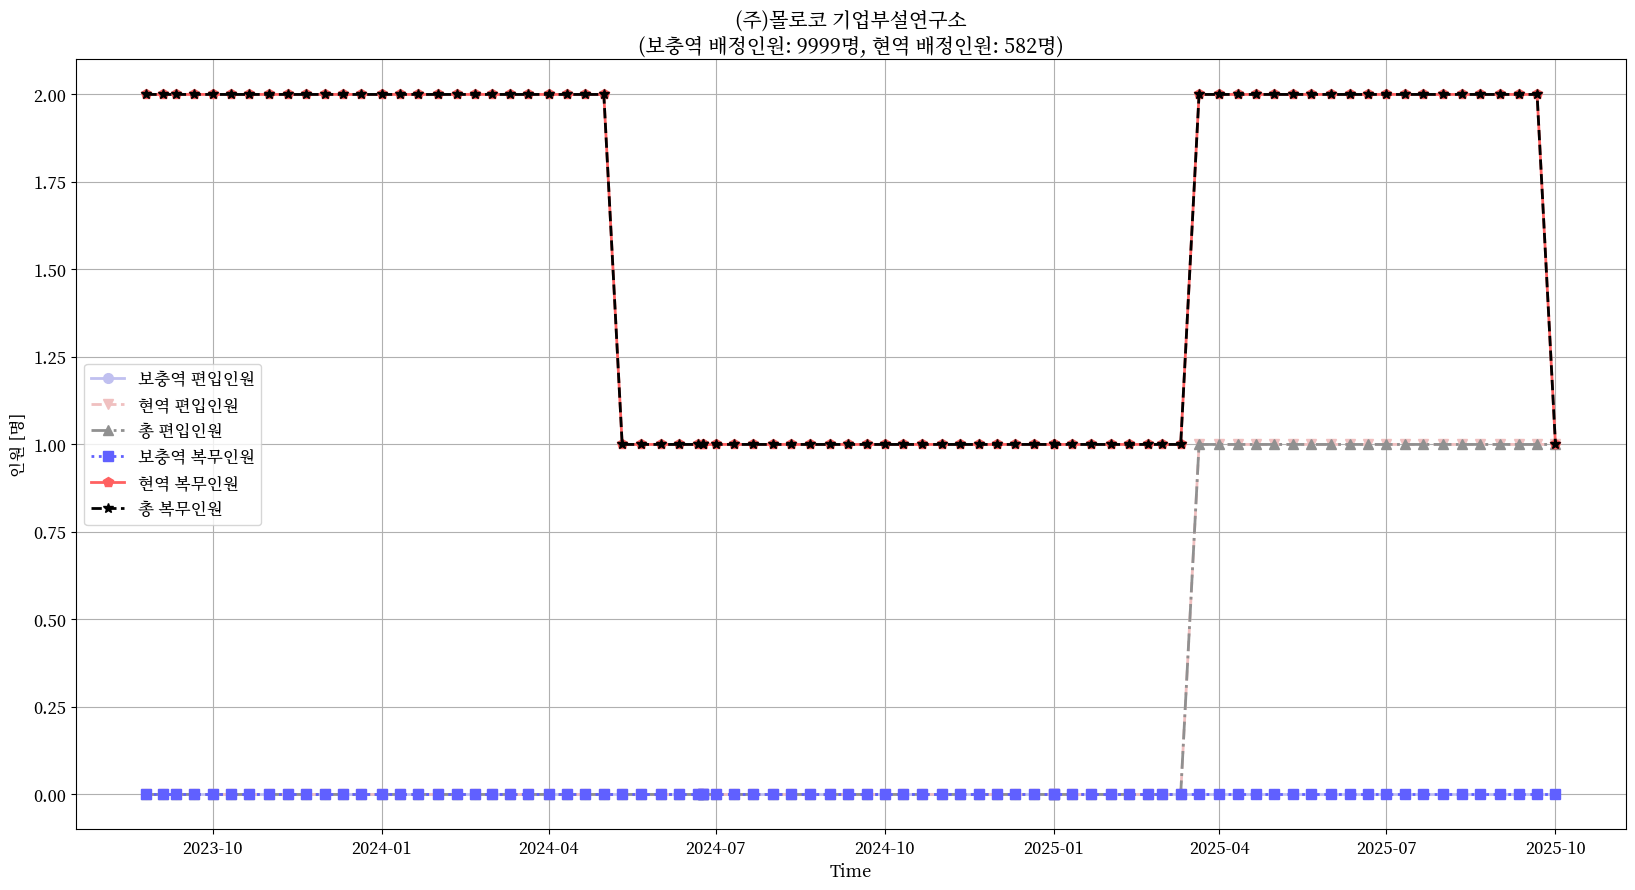 (주)몰로코 기업부설연구소
(보충역 배정인원: 9999명, 현역 배정인원: 582명)
2.00
1.75
1.50
1.25
1.00
0.75
0.50
0.25
0.00
인원 [명]
보충역 편입인원
현역 편입인원
총 편입인원
보충역 복무인원
현역 복무인원
총 복무인원
2023-10
2024-01
2024-04
2024-07
2024-10
2025-01
2025-04
2025-07
2025-10
Time